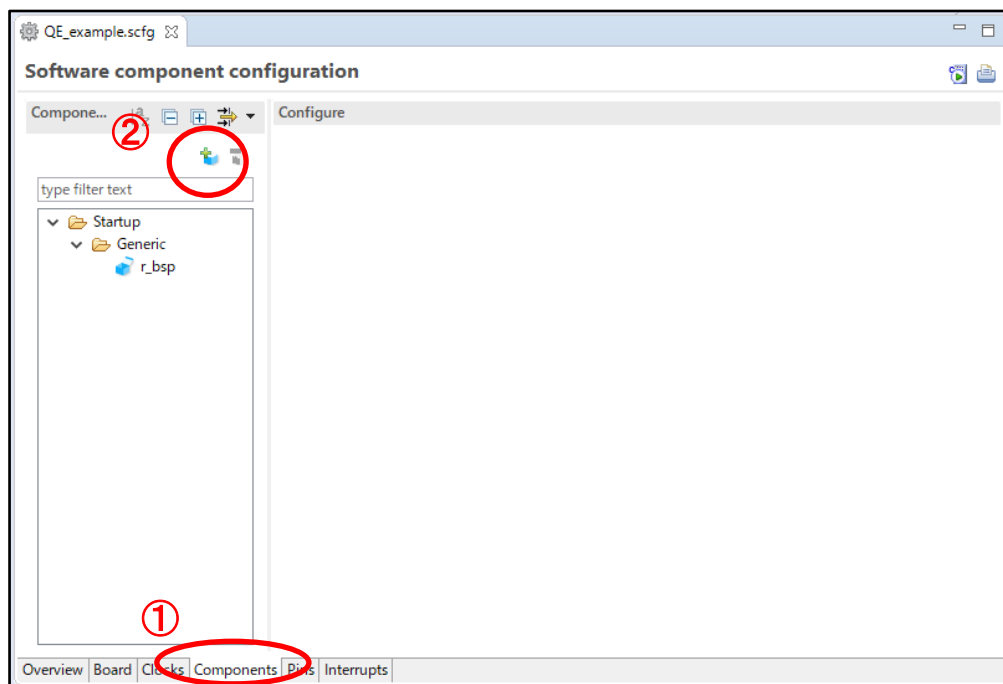 QE_example.scfg
Software component configuration
Compone...
Configure
②
type filter text
Startup
Generic
r_bsp
①
Overview Board Clocks Components Pins Interrupts